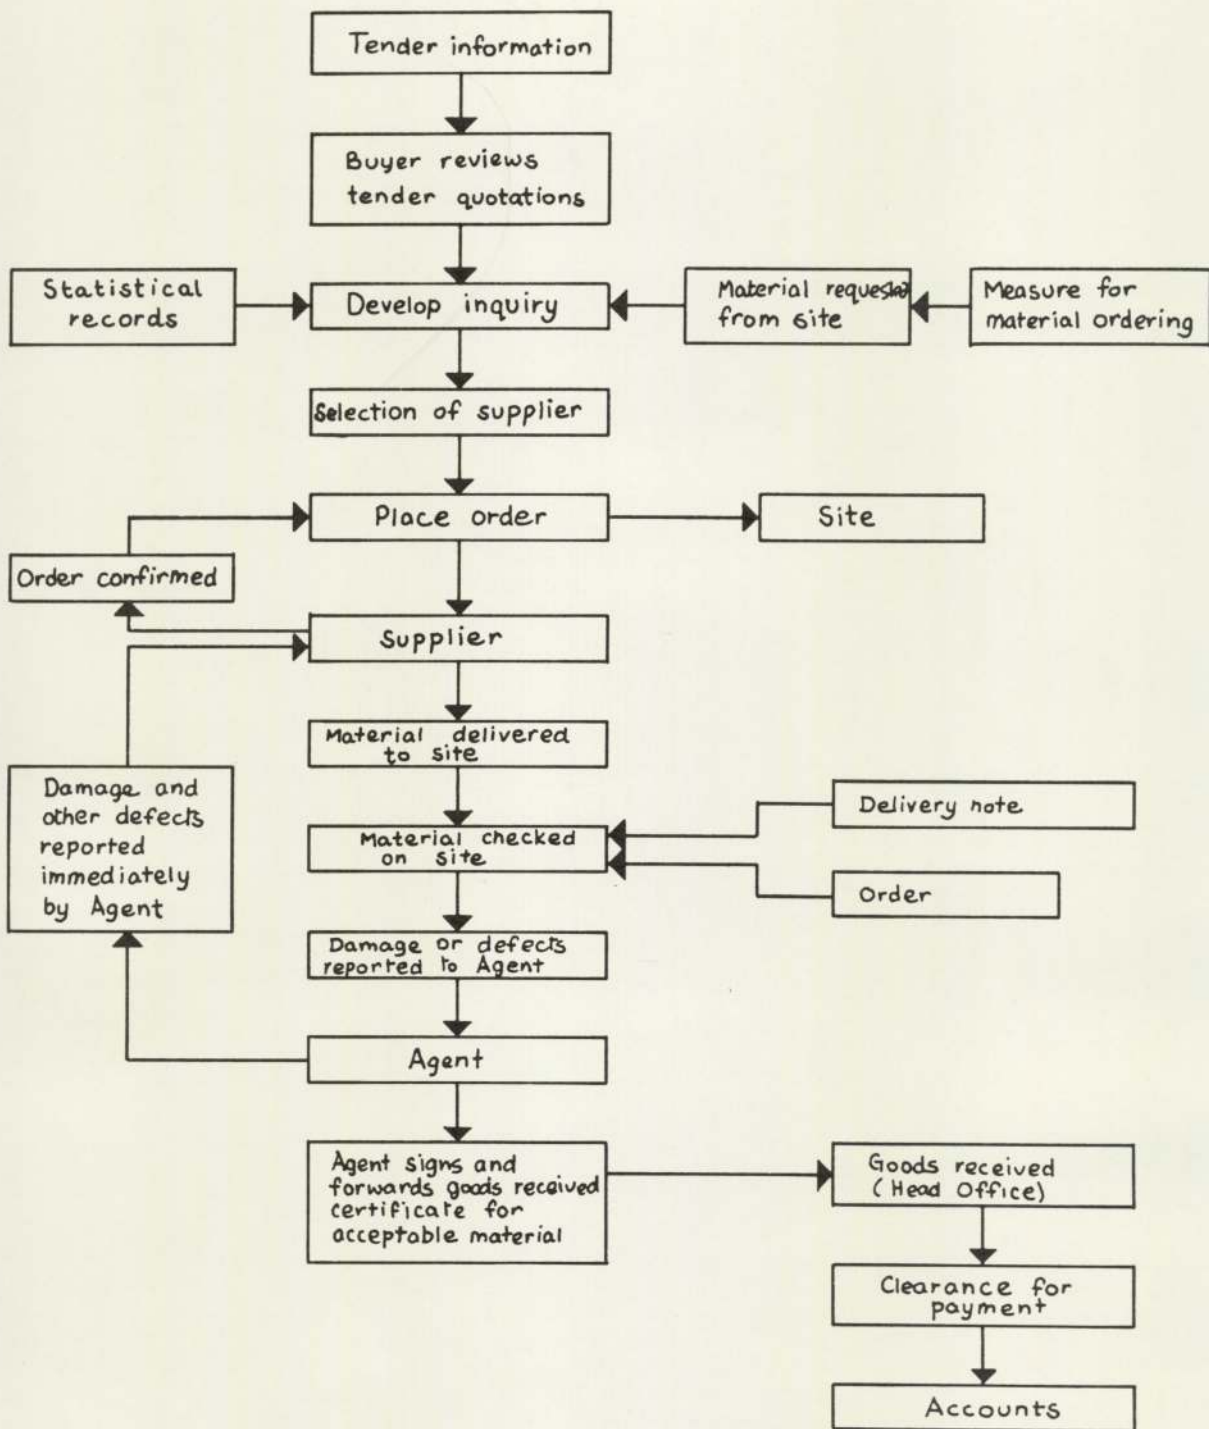 Tender information
Buyer reviews
tender quotations
Statistical
records
Develop inquiry
Material requested
from site
Measure for
material ordering
Selection of supplier
Place order
Site
Order confirmed
Supplier
Material delivered
to site
Damage and
other defects
reported
immediately
by Agent
Delivery note
Material checked
on site
Order
Damage or defects
reported to Agent
Agent
Agent signs and
forwards goods received
certificate for
acceptable material
Goods received
(Head Office)
Clearance for
payment
Accounts